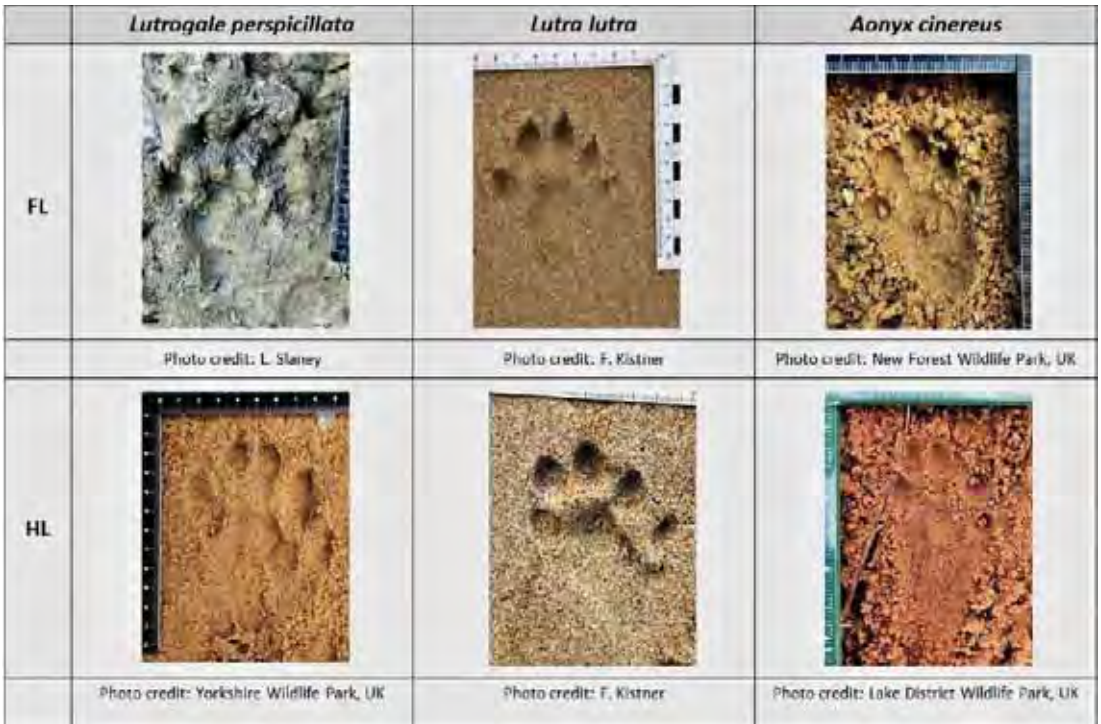 Lutrogale perspicillata Lutra lutra Aonyx cinereus
FL
Photo credit: L. Slaney Photo credit: F. Kistner Photo credit: New Forest Wildlife Park, UK
HL
Photo credit: Yorkshire Wildlife Park, UK Photo credit: F. Kistner Photo credit: Lake District Wildlife Park, UK